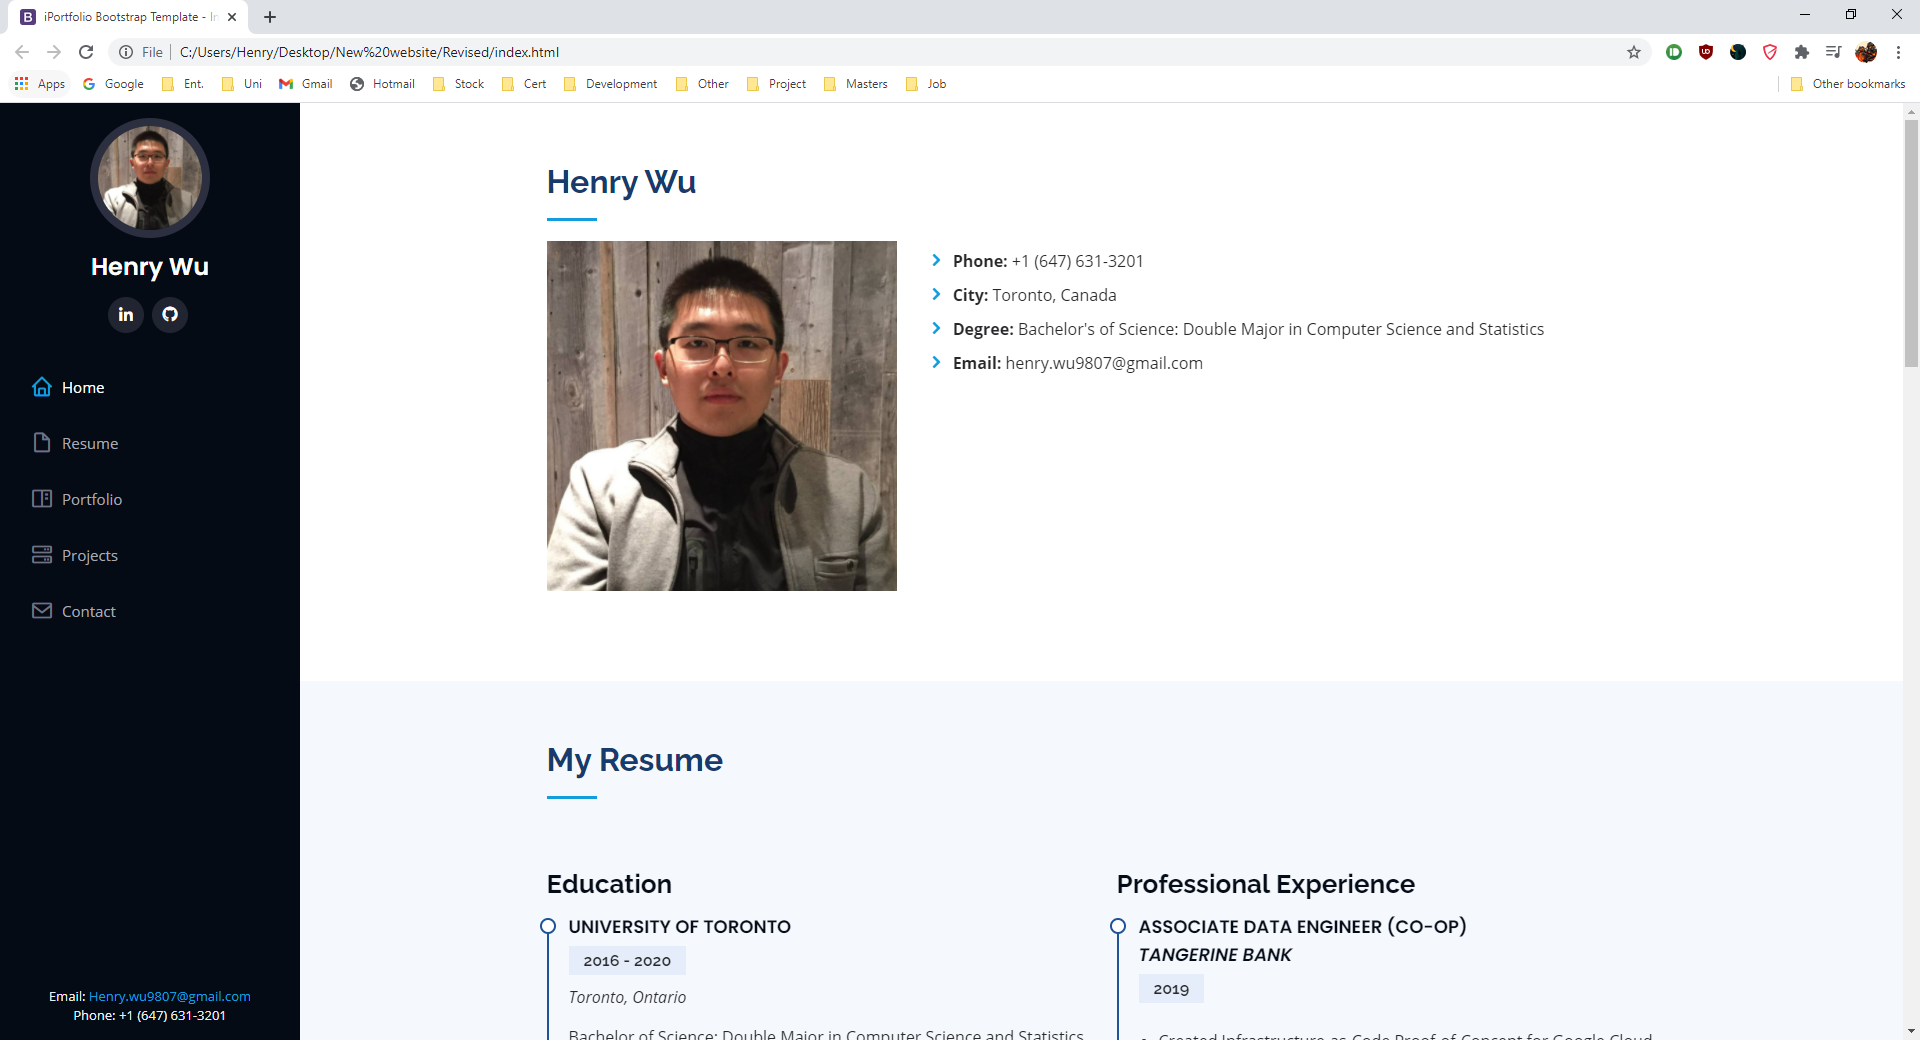 iPortfolio Bootstrap Template - In
File
C:/Users/Henry/Desktop/New%20website/Revised/index.html
Apps
Google
Ent.
Uni
Gmail
Hotmail
Stock
Cert
Development
Other
Project
Masters
Job
Other bookmarks
Henry Wu
in
Home
Resume
Portfolio
Projects
Contact
Email: Henry.wu9807@gmail.com
Phone: +1 (647) 631-3201
Henry Wu
Phone: +1 (647) 631-3201
City: Toronto, Canada
Degree: Bachelor's of Science: Double Major in Computer Science and Statistics
Email: henry.wu9807@gmail.com
My Resume
Education
UNIVERSITY OF TORONTO
2016 - 2020
Toronto, Ontario
Bachelor of Science: Double Major in Computer Science and Statistics
Professional Experience
ASSOCIATE DATA ENGINEER (CO-OP)
TANGERINE BANK
2019
Created Infrastructure as Code Proof of Concept for Google Cloud